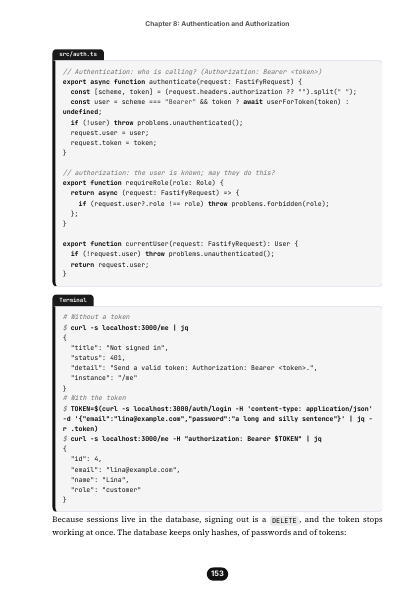 Chapter 8: Authentication and Authorization
src/auth.ts
// Authentication: who is calling? (Authorization: Bearer <token>)
export async function authenticate(request: FastifyRequest) {
  const [scheme, token] = (request.headers.authorization ?? "").split(" ");
  const user = scheme === "Bearer" && token ? await userForToken(token) :
undefined;
  if (!user) throw problems.unauthenticated();
  request.user = user;
  request.token = token;
}

// authorization: the user is known; may they do this?
export function requireRole(role: Role) {
  return async (request: FastifyRequest) => {
    if (request.user?.role !== role) throw problems.forbidden(role);
  };
}

export function currentUser(request: FastifyRequest): User {
  if (!request.user) throw problems.unauthenticated();
  return request.user;
}
Terminal
# Without a token
$ curl -s localhost:3000/me | jq
{
  "title": "Not signed in",
  "status": 401,
  "detail": "Send a valid token: Authorization: Bearer <token>.",
  "instance": "/me"
}
# With the token
$ TOKEN=$(curl -s localhost:3000/auth/login -H 'content-type: application/json'
-d '{"email":"lina@example.com","password":"a long and silly sentence"}' | jq -
r .token)
$ curl -s localhost:3000/me -H "authorization: Bearer $TOKEN" | jq
{
  "id": 4,
  "email": "lina@example.com",
  "name": "Lina",
  "role": "customer"
}
Because sessions live in the database, signing out is a DELETE, and the token stops
working at once. The database keeps only hashes, of passwords and of tokens:
153